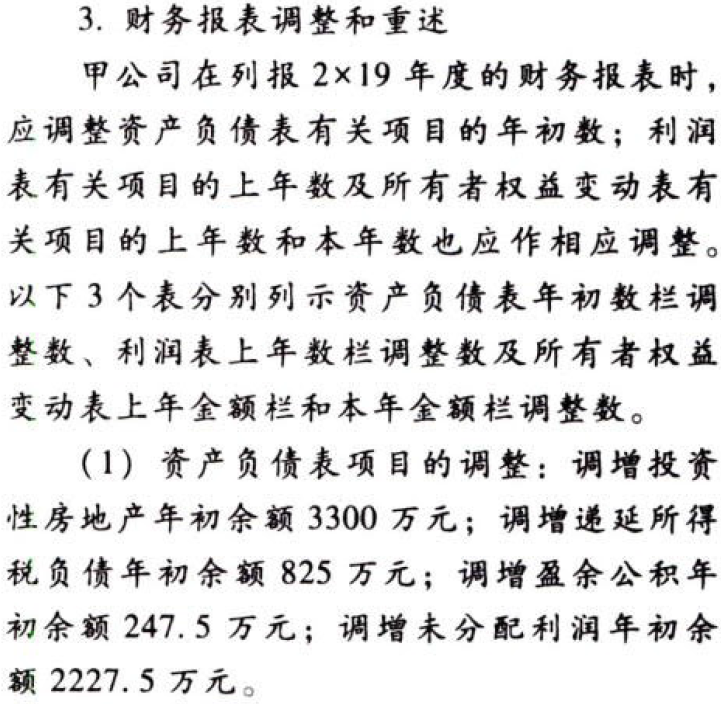 3. 财务报表调整和重述
甲公司在列报 2×19 年度的财务报表时，
应调整资产负债表有关项目的年初数；利润
表有关项目的上年数及所有者权益变动表有
关项目的上年数和本年数也应作相应调整。
以下 3 个表分别列示资产负债表年初数栏调
整数、利润表上年数栏调整数及所有者权益
变动表上年金额栏和本年金额栏调整数。
（1）资产负债表项目的调整：调增投资
性房地产年初余额 3300 万元；调增递延所得
税负债年初余额 825 万元；调增盈余公积年
初余额 247.5 万元；调增未分配利润年初余
额 2227.5 万元。